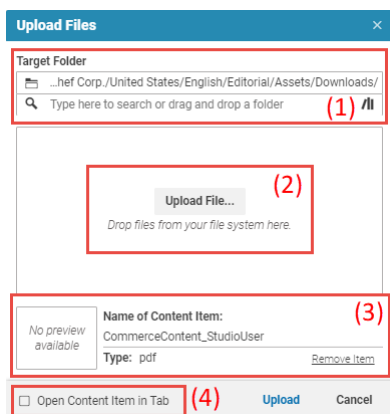 Upload Files
Target Folder
...hef Corp./United States/English/Editorial/Assets/Downloads/
Type here to search or drag and drop a folder
(1)
(2)
Upload File...
Drop files from your file system here.
(3)
No preview available
Name of Content Item:
CommerceContent_StudioUser
Type: pdf
Remove Item
Open Content Item in Tab
(4)
Upload
Cancel